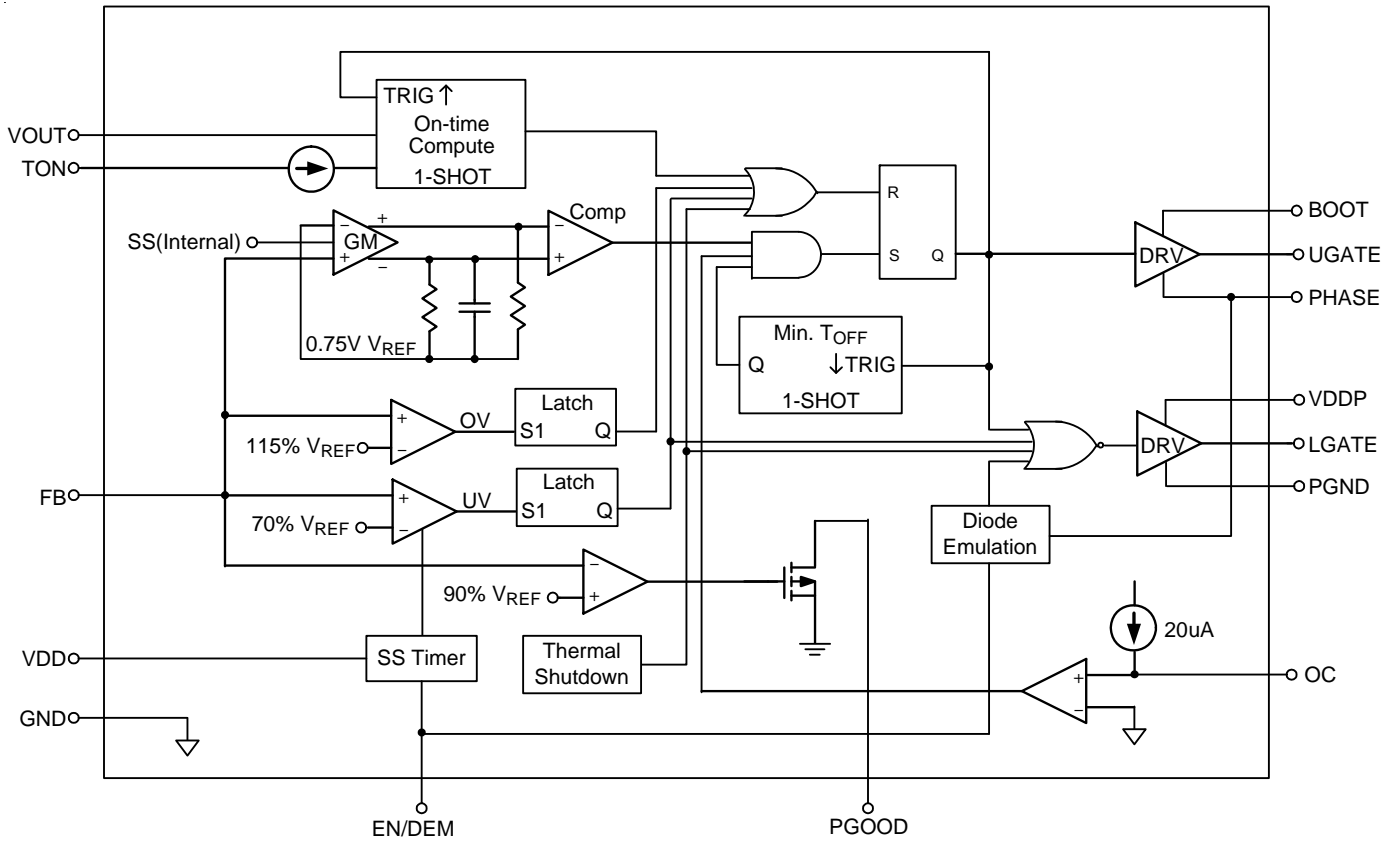 TRIG ↑
On-time
Compute
1-SHOT
VOUT
TON
SS(Internal)
−
+
GM
+
−
Comp
−
+
0.75V VREF
R
S
Q
Min. TOFF
Q
↓TRIG
1-SHOT
DRV
BOOT
UGATE
PHASE
VDDP
DRV
LGATE
PGND
+
−
OV
Latch
S1
Q
115% VREF
FB
+
−
UV
Latch
S1
Q
70% VREF
Diode
Emulation
−
+
90% VREF
20uA
VDD
SS Timer
Thermal
Shutdown
+
−
OC
GND
EN/DEM
PGOOD